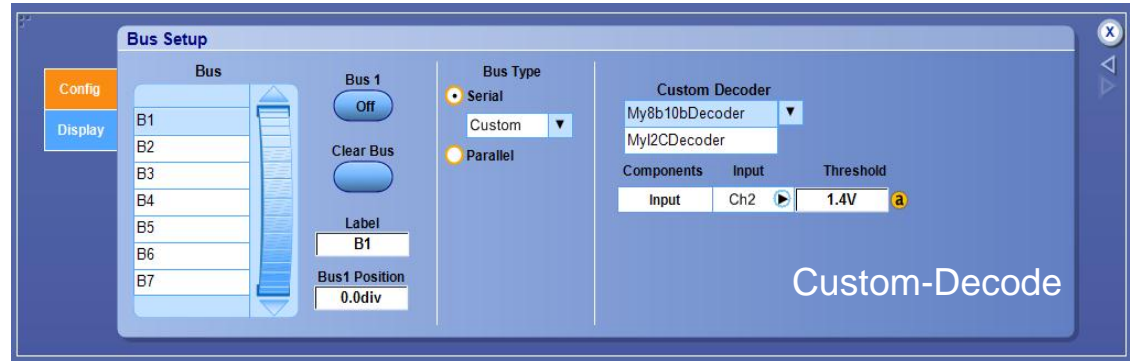 Bus Setup
Config
Display
Bus
B1
B2
B3
B4
B5
B6
B7
Bus 1
Off
Clear Bus
Label
B1
Bus1 Position
0.0div
Bus Type
Serial
Custom
Parallel
Custom Decoder
My8b10bDecoder
MyI2CDecoder
Components Input Threshold
Input Ch2 1.4V a
Custom-Decode
X